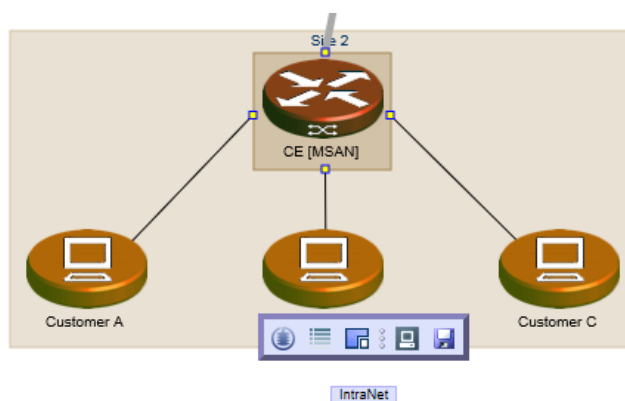 Site 2
CE [MSAN]
Customer A
Customer C
IntraNet